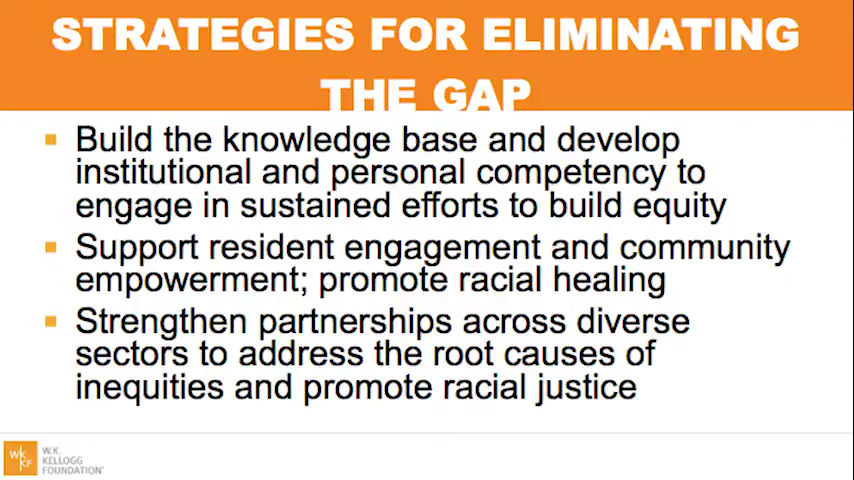 STRATEGIES FOR ELIMINATING
THE GAP
Build the knowledge base and develop
institutional and personal competency to
engage in sustained efforts to build equity
Support resident engagement and community
empowerment; promote racial healing
Strengthen partnerships across diverse
sectors to address the root causes of
inequities and promote racial justice
WK
KF
W.K.
KELLOGG
FOUNDATION